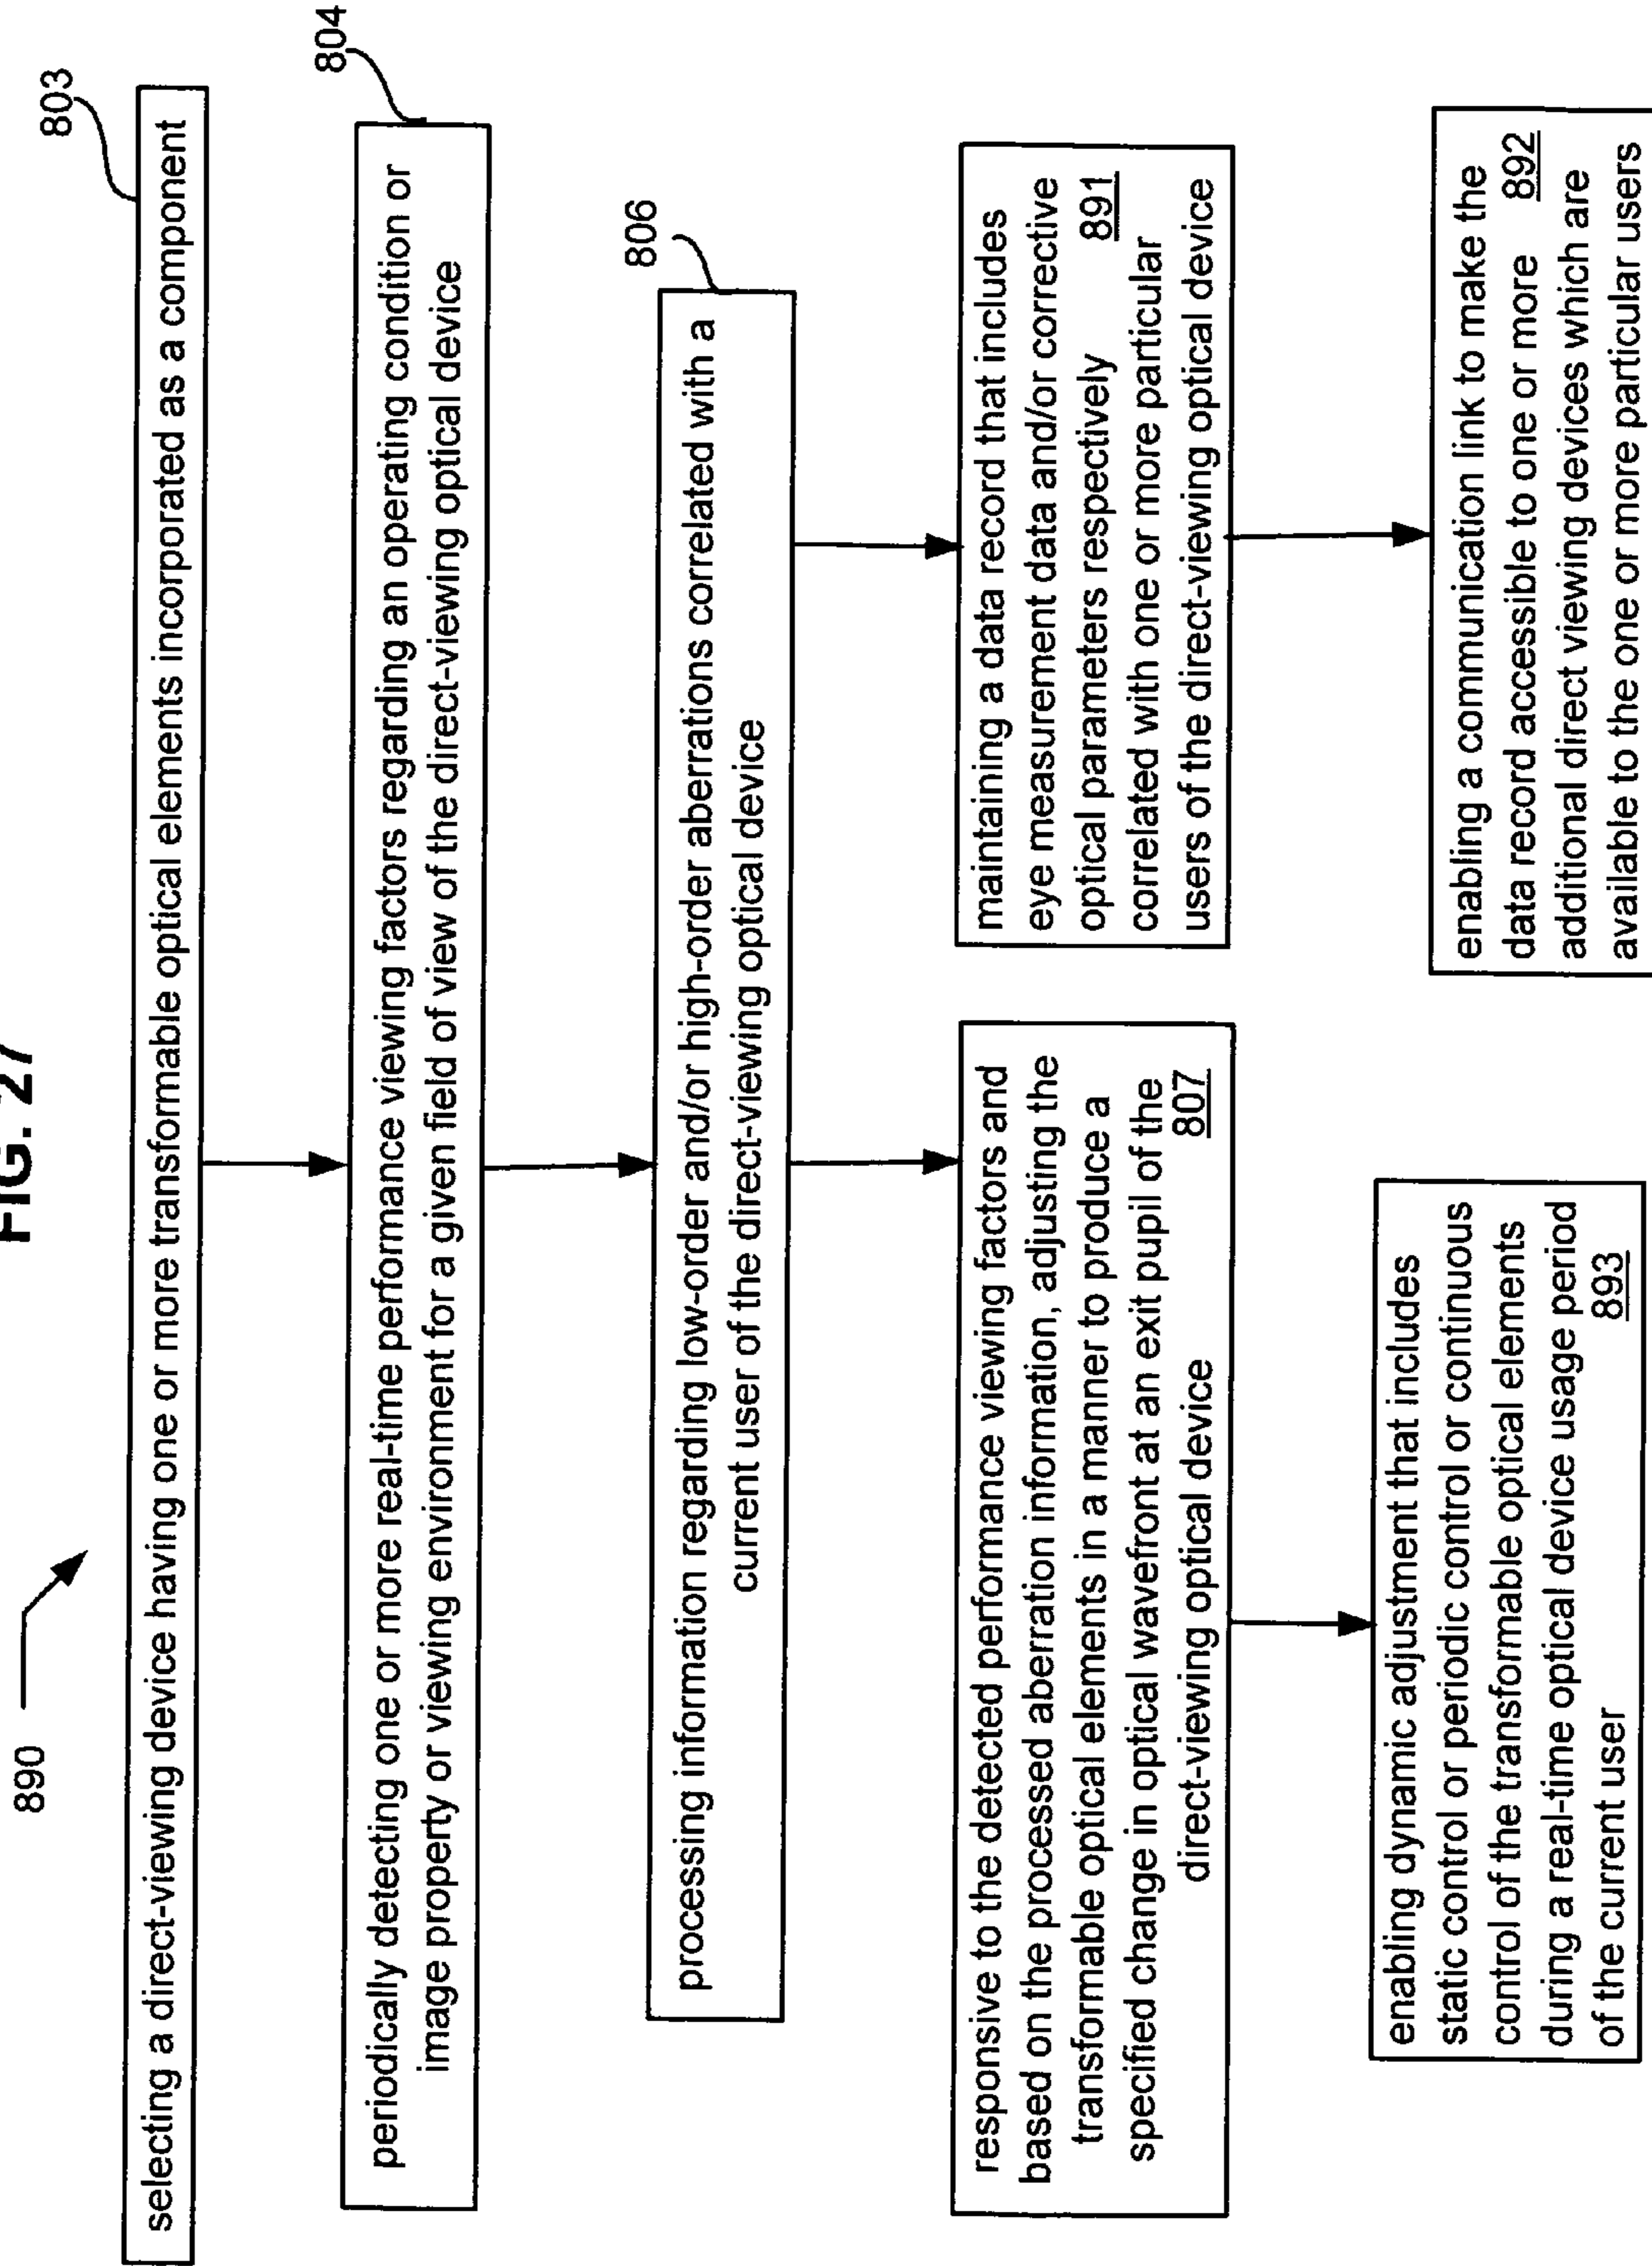 FIG. 27
890
803
selecting a direct-viewing device having one or more transformable optical elements incorporated as a component
804
periodically detecting one or more real-time performance viewing factors regarding an operating condition or
image property or viewing environment for a given field of view of the direct-viewing optical device
806
processing information regarding low-order and/or high-order aberrations correlated with a
current user of the direct-viewing optical device
responsive to the detected performance viewing factors and
based on the processed aberration information, adjusting the
transformable optical elements in a manner to produce a
specified change in optical wavefront at an exit pupil of the
direct-viewing optical device 807
maintaining a data record that includes
eye measurement data and/or corrective
optical parameters respectively 891
correlated with one or more particular
users of the direct-viewing optical device
enabling dynamic adjustment that includes
static control or periodic control or continuous
control of the transformable optical elements
during a real-time optical device usage period
of the current user 893
enabling a communication link to make the
data record accessible to one or more 892
additional direct viewing devices which are
available to the one or more particular users